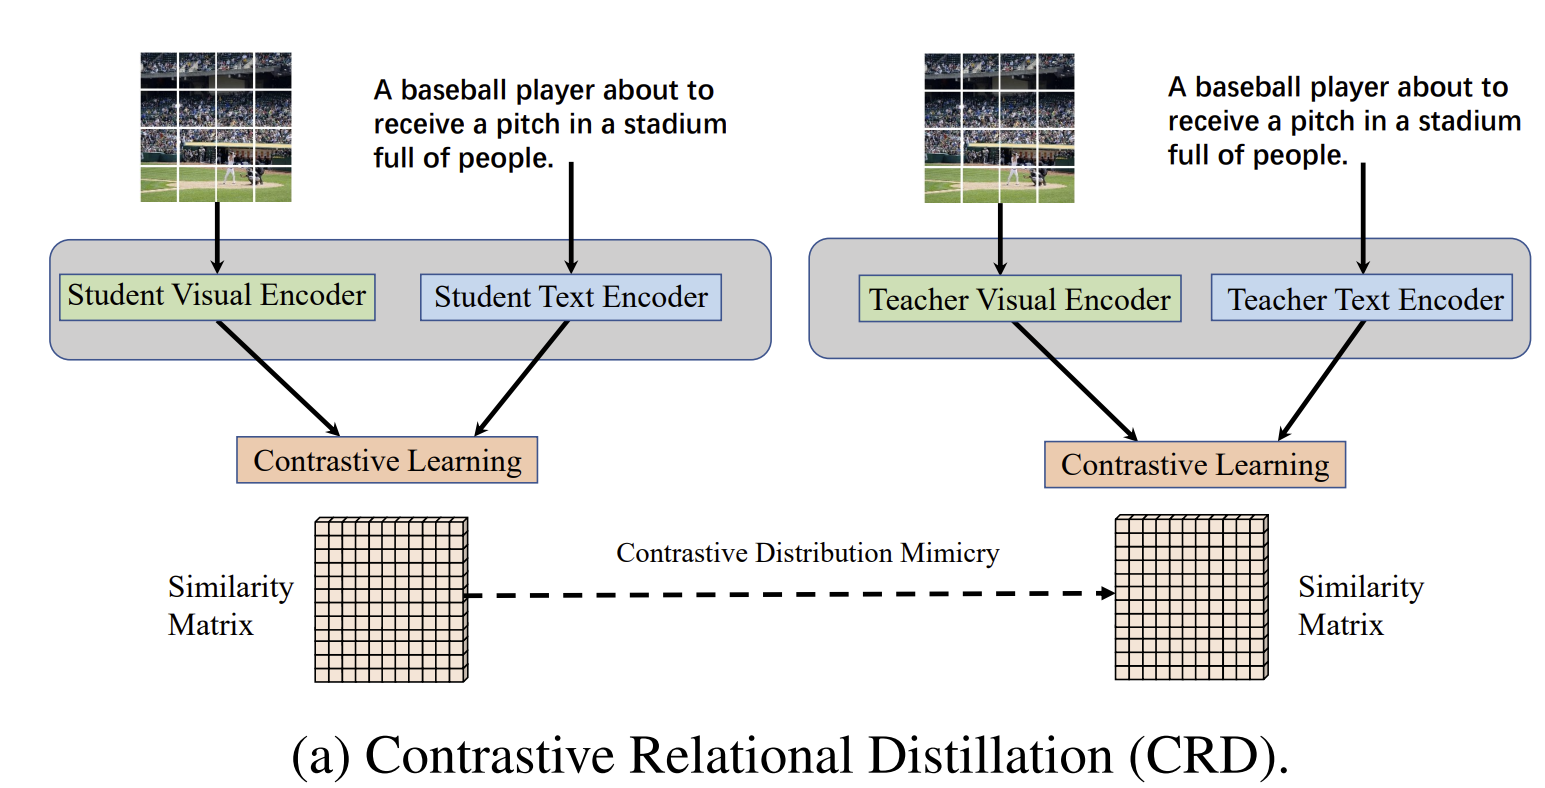 A baseball player about to
receive a pitch in a stadium
full of people.
A baseball player about to
receive a pitch in a stadium
full of people.
Student Visual Encoder
Student Text Encoder
Teacher Visual Encoder
Teacher Text Encoder
Contrastive Learning
Contrastive Learning
Similarity
Matrix
Contrastive Distribution Mimicry
Similarity
Matrix
(a) Contrastive Relational Distillation (CRD).